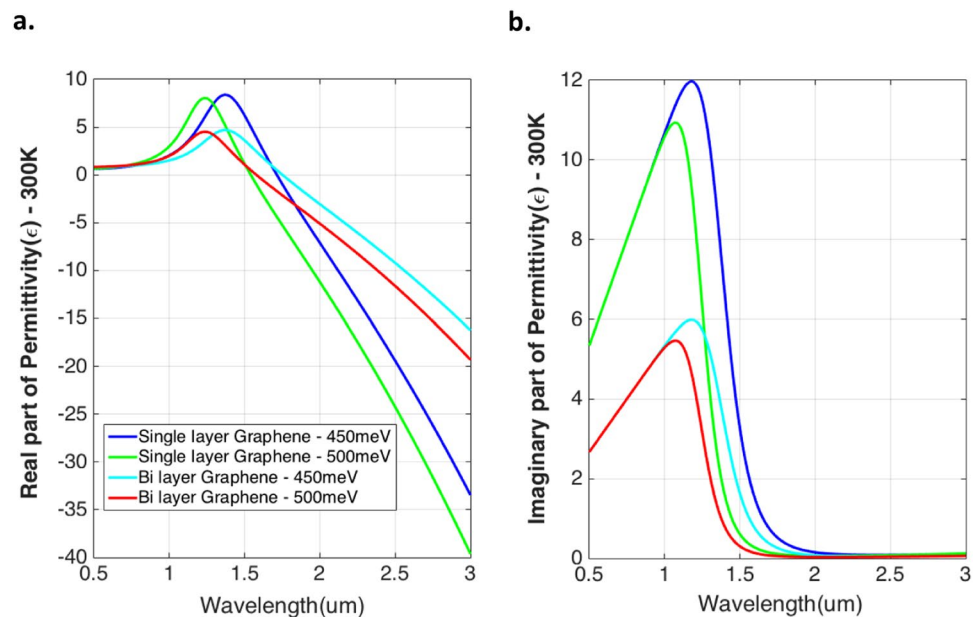 a.
Real part of Permittivity(ϵ) - 300K
10
5
0
-5
-10
-15
-20
-25
-30
-35
-40
Single layer Graphene - 450meV
Single layer Graphene - 500meV
Bi layer Graphene - 450meV
Bi layer Graphene - 500meV
0.5 1 1.5 2 2.5 3
Wavelength(um)
b.
Imaginary part of Permittivity(ϵ) - 300K
12
10
8
6
4
2
0
0.5 1 1.5 2 2.5 3
Wavelength(um)